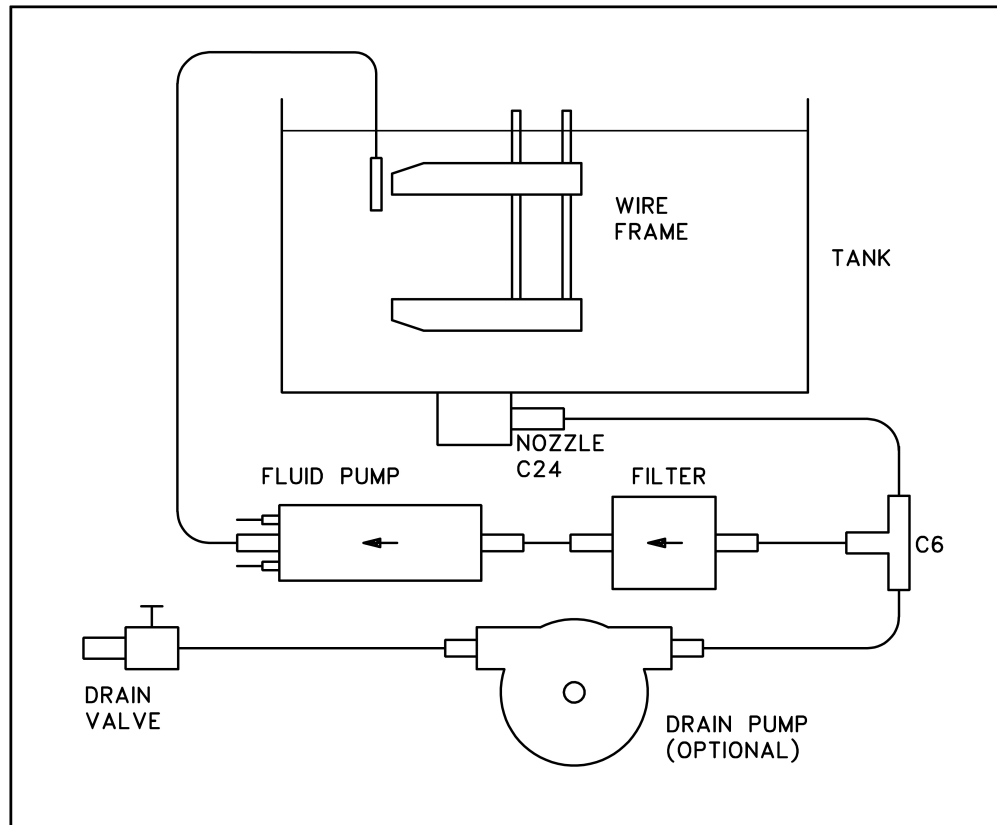 WIRE
FRAME
TANK
NOZZLE
C24
FLUID PUMP
FILTER
C6
DRAIN
VALVE
DRAIN PUMP
(OPTIONAL)